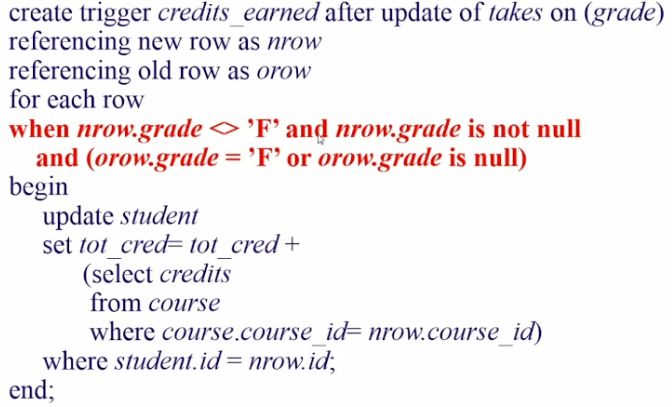 create trigger credits_earned after update of takes on (grade)
referencing new row as nrow
referencing old row as orow
for each row
when nrow.grade <> ’F’ and nrow.grade is not null
and (orow.grade = ’F’ or orow.grade is null)
begin
update student
set tot_cred= tot_cred +
(select credits
from course
where course.course_id= nrow.course_id)
where student.id = nrow.id;
end;